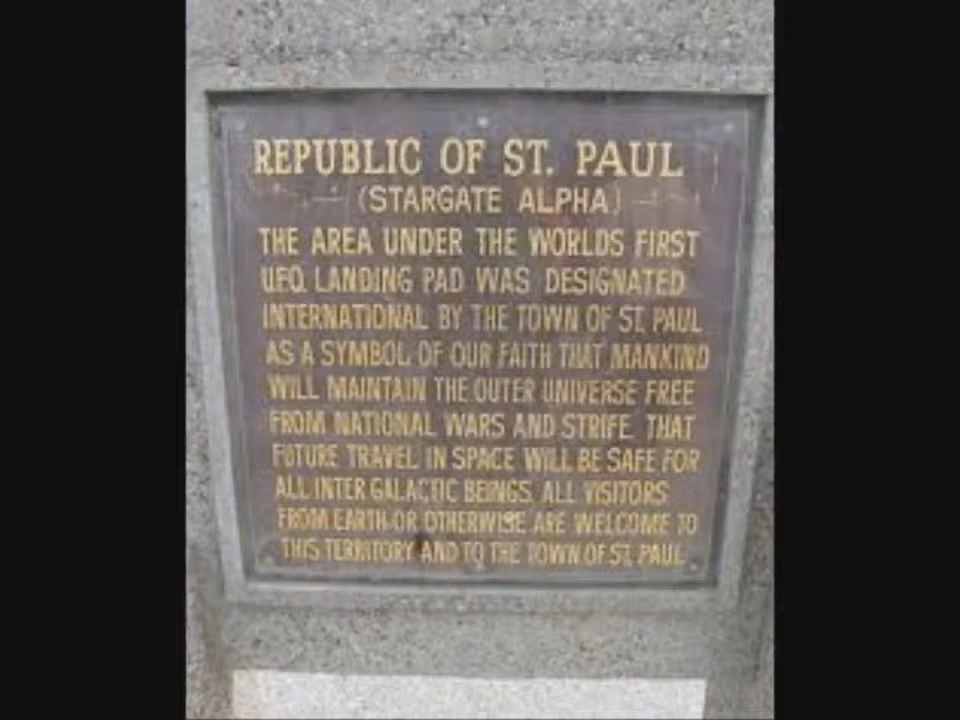 REPUBLIC OF ST. PAUL
(STARGATE ALPHA)
THE AREA UNDER THE WORLDS FIRST
U.F.O. LANDING PAD WAS DESIGNATED
INTERNATIONAL BY THE TOWN OF ST. PAUL
AS A SYMBOL OF OUR FAITH THAT MANKIND
WILL MAINTAIN THE OUTER UNIVERSE FREE
FROM NATIONAL WARS AND STRIFE. THAT
FUTURE TRAVEL IN SPACE WILL BE SAFE FOR
ALL INTER GALACTIC BEINGS. ALL VISITORS
FROM EARTH OR OTHERWISE ARE WELCOME TO
THIS TERRITORY AND TO THE TOWN OF ST. PAUL